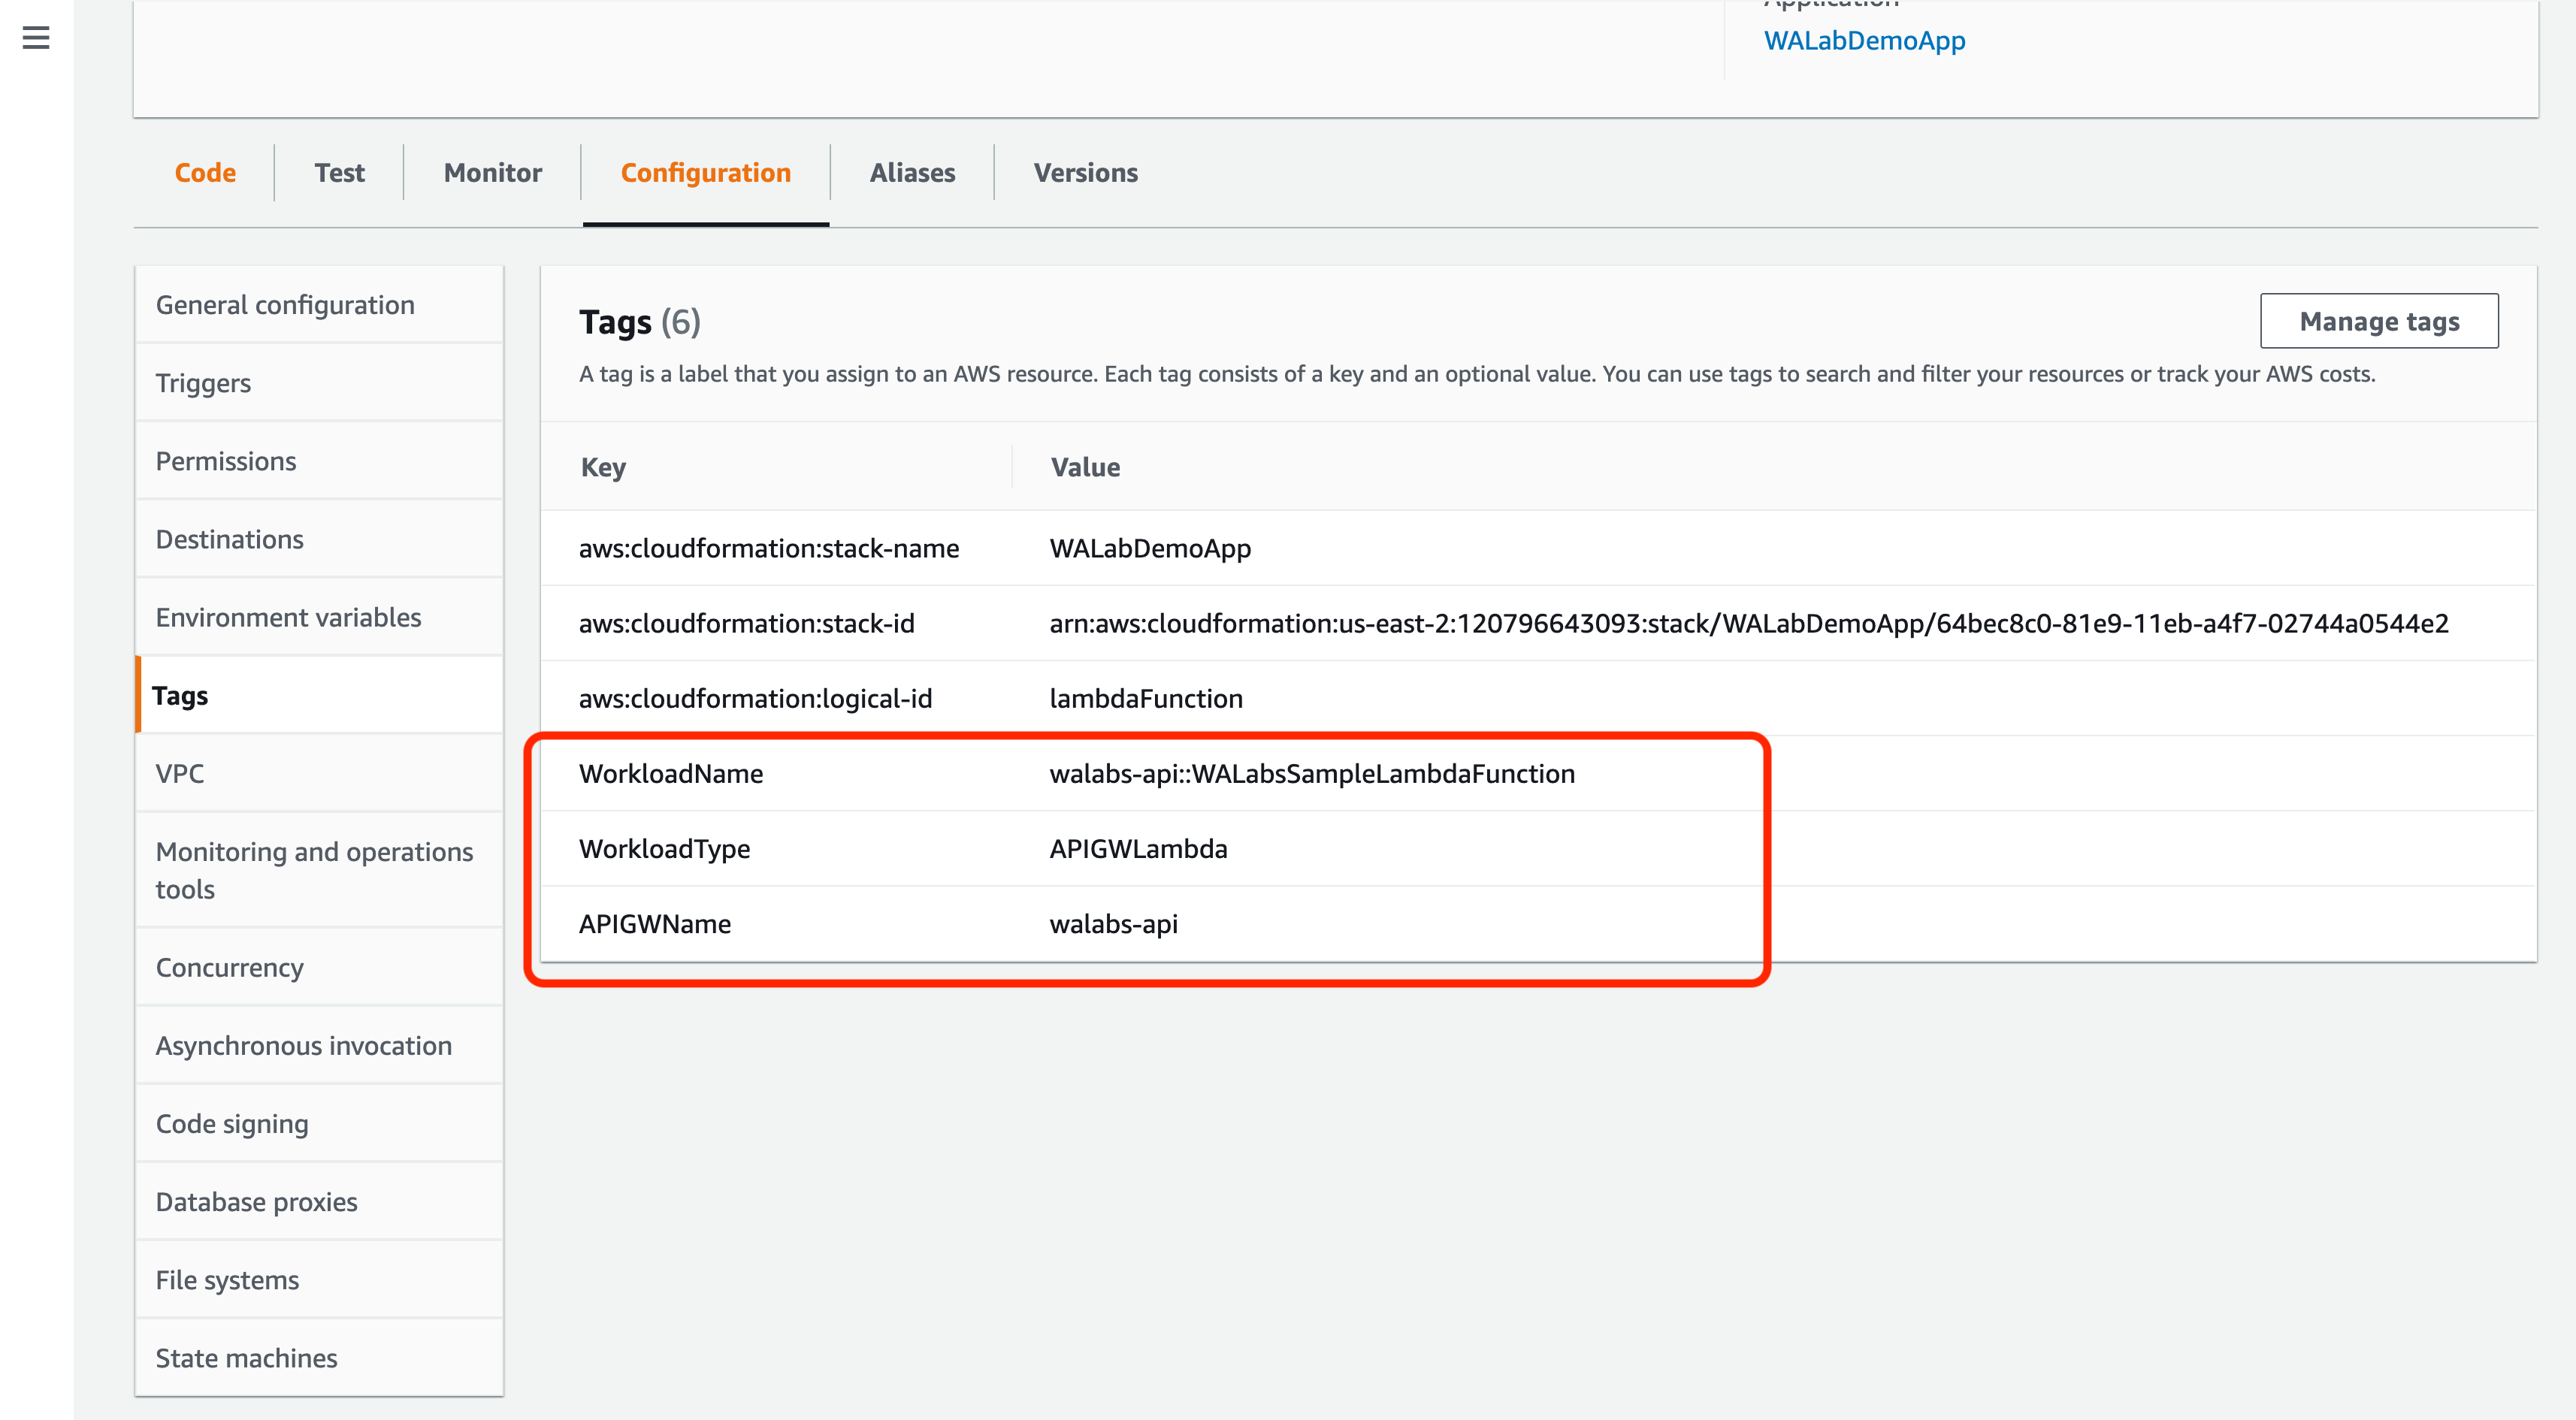 Application
WALabDemoApp
Code
Test
Monitor
Configuration
Aliases
Versions
General configuration
Triggers
Permissions
Destinations
Environment variables
Tags
VPC
Monitoring and operations
tools
Concurrency
Asynchronous invocation
Code signing
Database proxies
File systems
State machines
Tags (6)
Manage tags
A tag is a label that you assign to an AWS resource. Each tag consists of a key and an optional value. You can use tags to search and filter your resources or track your AWS costs.
Key Value
aws:cloudformation:stack-name WALabDemoApp
aws:cloudformation:stack-id arn:aws:cloudformation:us-east-2:120796643093:stack/WALabDemoApp/64bec8c0-81e9-11eb-a4f7-02744a0544e2
aws:cloudformation:logical-id lambdaFunction
WorkloadName walabs-api::WALabsSampleLambdaFunction
WorkloadType APIGWLambda
APIGWName walabs-api